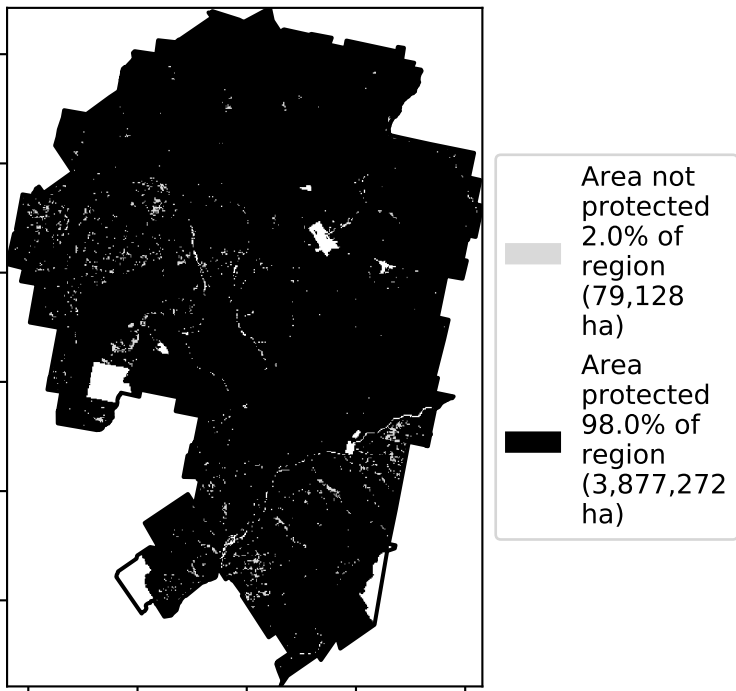 Area not
protected
2.0% of
region
(79,128
ha)
Area
protected
98.0% of
region
(3,877,272
ha)